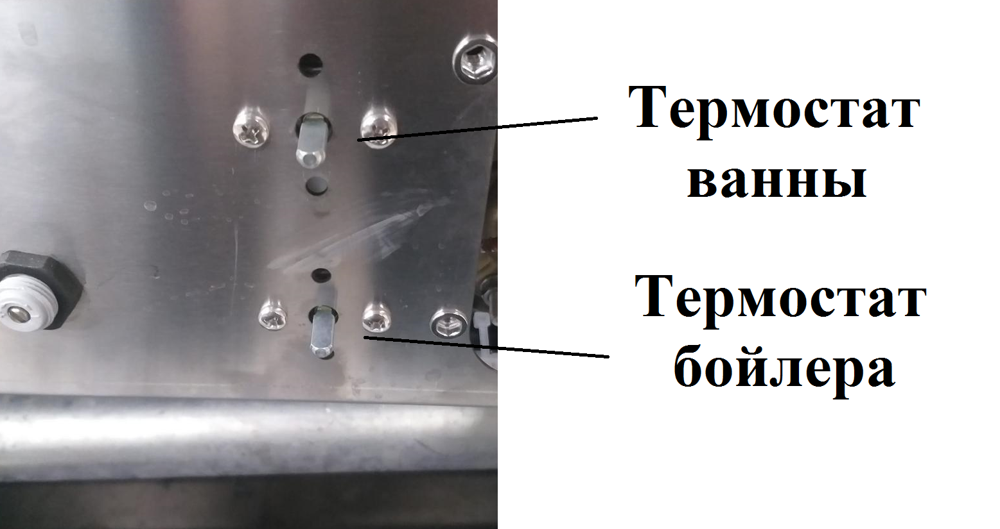 Термостат
ванны
Термостат
бойлера